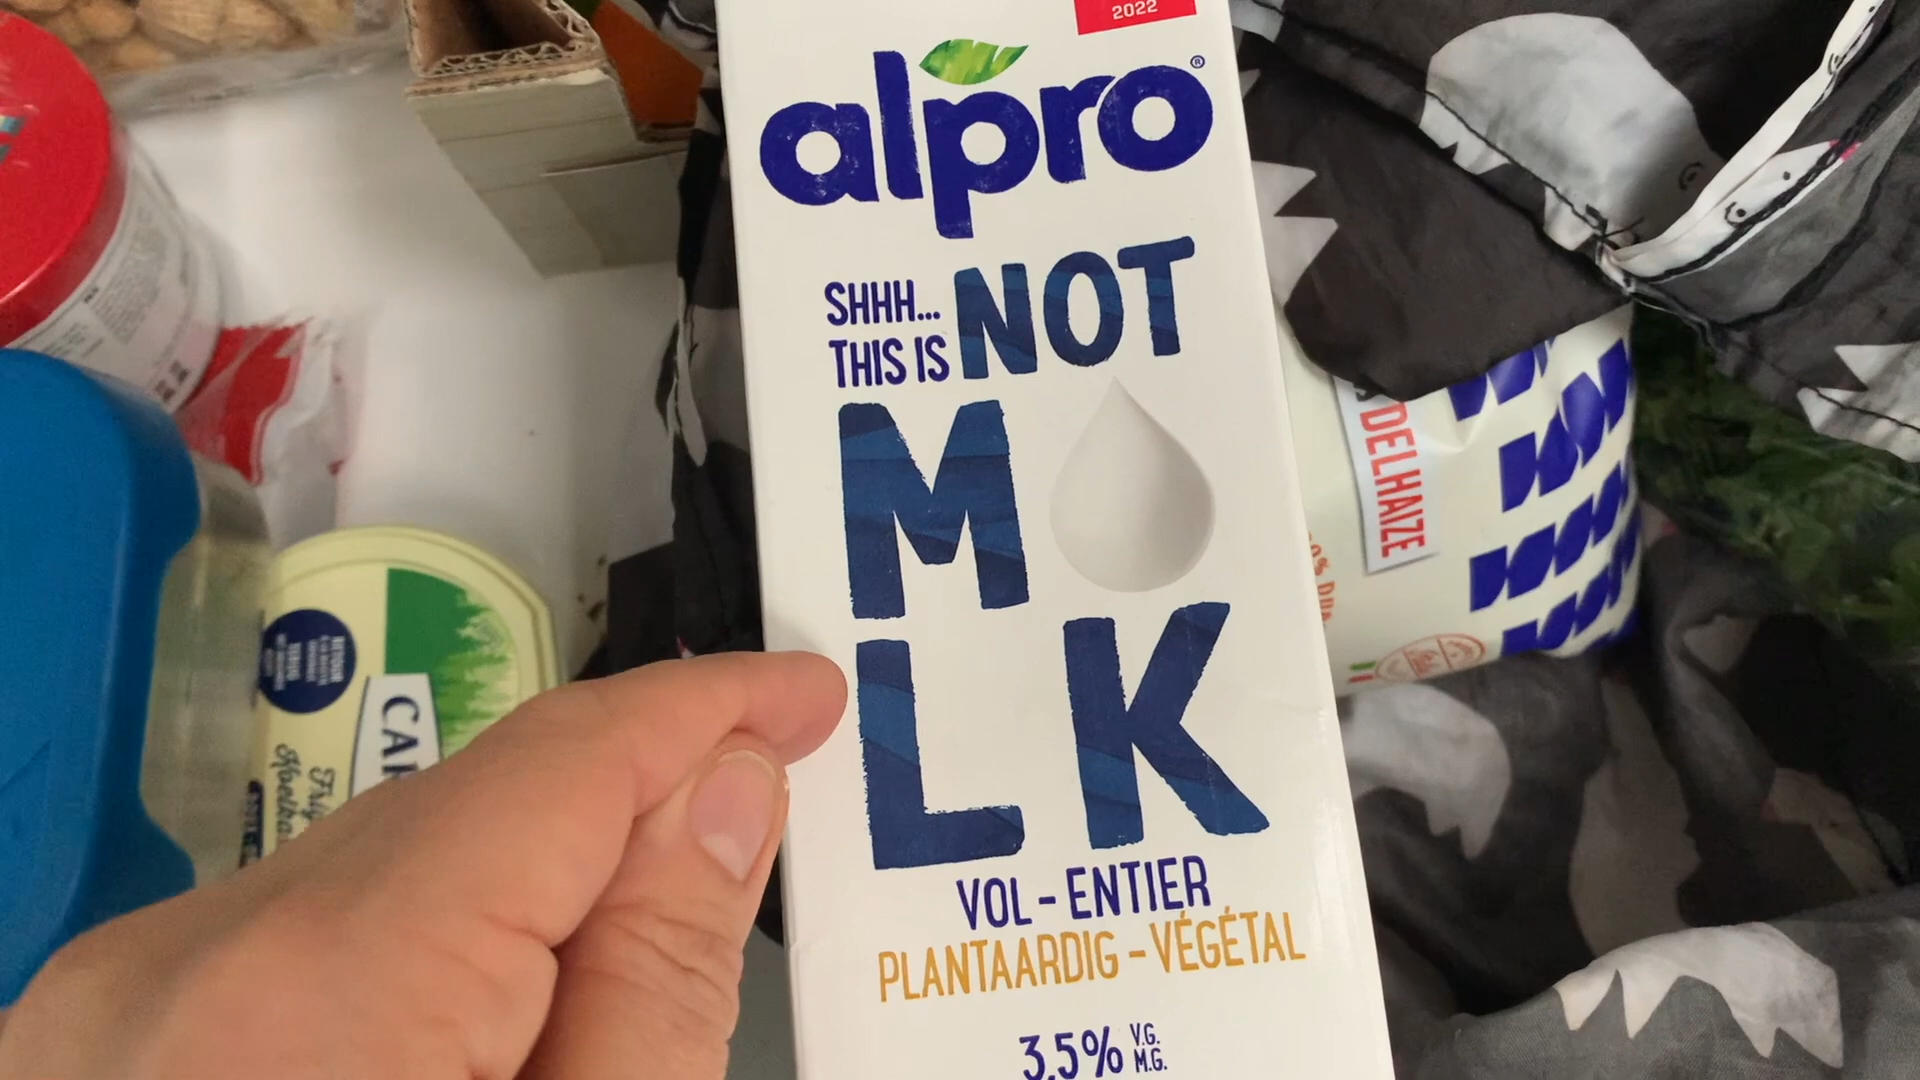 2022
alpro®
SHHH...
THIS IS NOT
M
LK
VOL - ENTIER
PLANTAARDIG - VÉGÉTAL
3,5% V.G.
M.G.
DELHAIZE